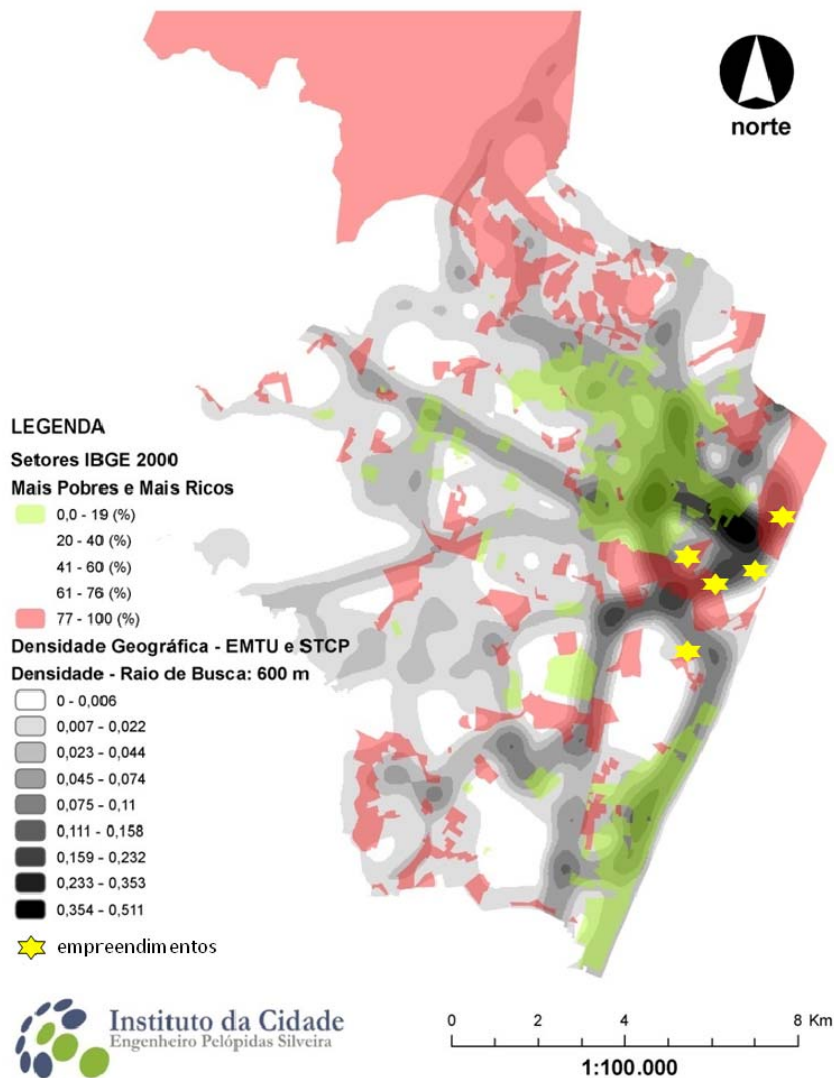 norte
LEGENDA
Setores IBGE 2000
Mais Pobres e Mais Ricos
0,0 - 19 (%)
20 - 40 (%)
41 - 60 (%)
61 - 76 (%)
77 - 100 (%)
Densidade Geográfica - EMTU e STCP
Densidade - Raio de Busca: 600 m
0 - 0,006
0,007 - 0,022
0,023 - 0,044
0,045 - 0,074
0,075 - 0,11
0,111 - 0,158
0,159 - 0,232
0,233 - 0,353
0,354 - 0,511
empreendimentos
Instituto da Cidade
Engenheiro Pelópidas Silveira
0 2 4 8 Km
1:100.000